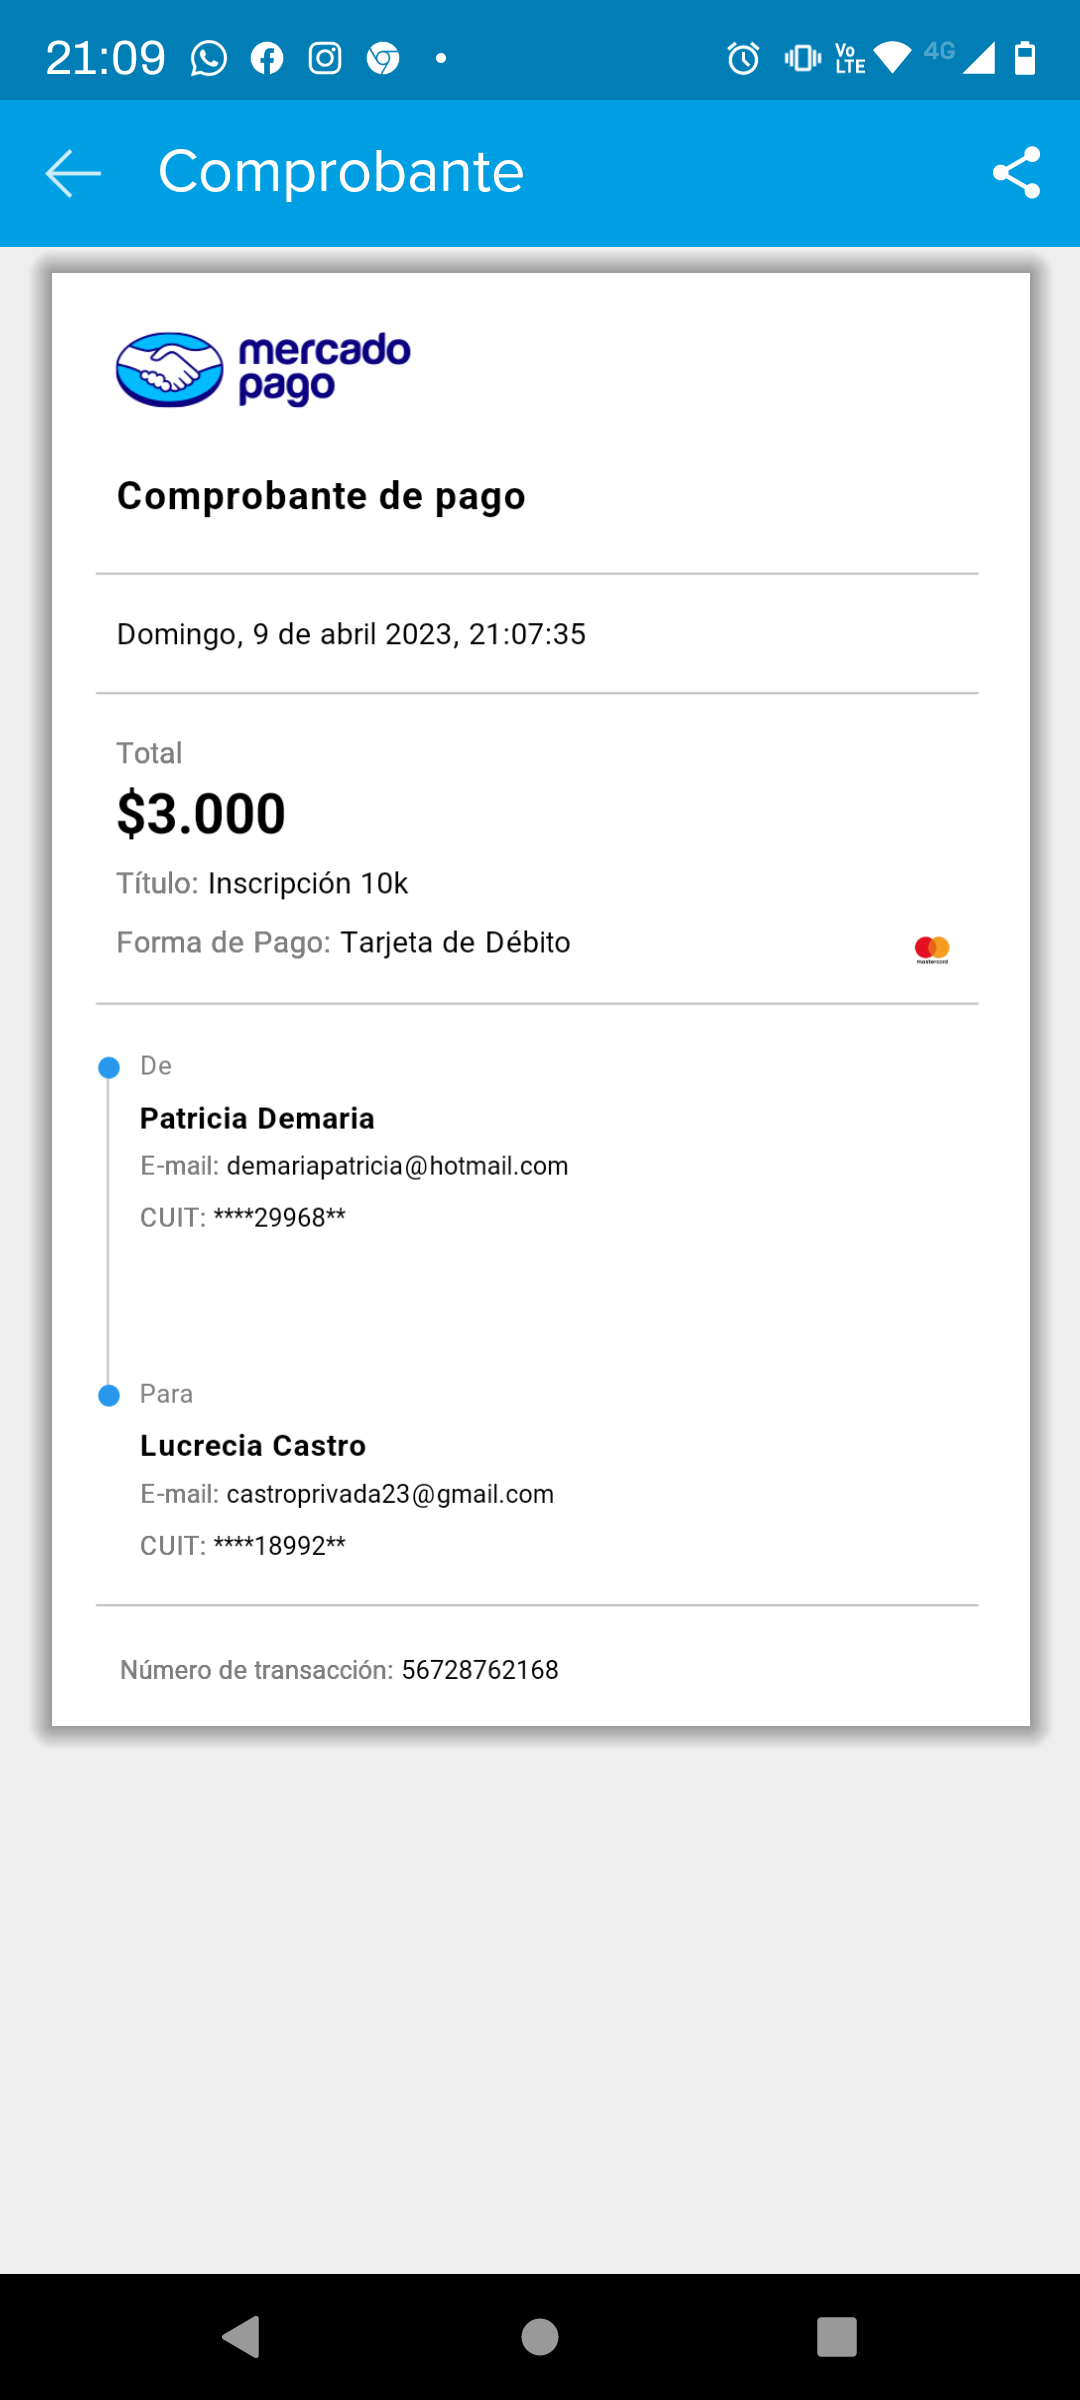 21:09
Vo LTE 4G
Comprobante
mercado
pago
Comprobante de pago
Domingo, 9 de abril 2023, 21:07:35
Total
$3.000
Título: Inscripción 10k
Forma de Pago: Tarjeta de Débito
mastercard
De
Patricia Demaria
E-mail: demariapatricia@hotmail.com
CUIT: ****29968**
Para
Lucrecia Castro
E-mail: castroprivada23@gmail.com
CUIT: ****18992**
Número de transacción: 56728762168